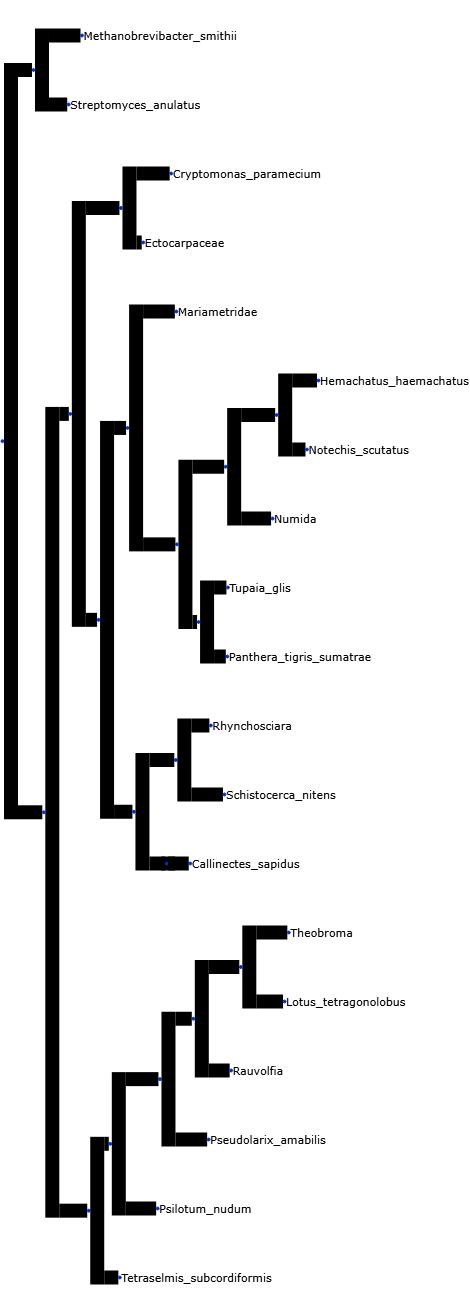 Methanobrevibacter_smithii
Streptomyces_anulatus
Cryptomonas_paramecium
Ectocarpaceae
Mariametridae
Hemachatus_haemachatus
Notechis_scutatus
Numida
Tupaia_glis
Panthera_tigris_sumatrae
Rhynchosciara
Schistocerca_nitens
Callinectes_sapidus
Theobroma
Lotus_tetragonolobus
Rauvolfia
Pseudolarix_amabilis
Psilotum_nudum
Tetraselmis_subcordiformis